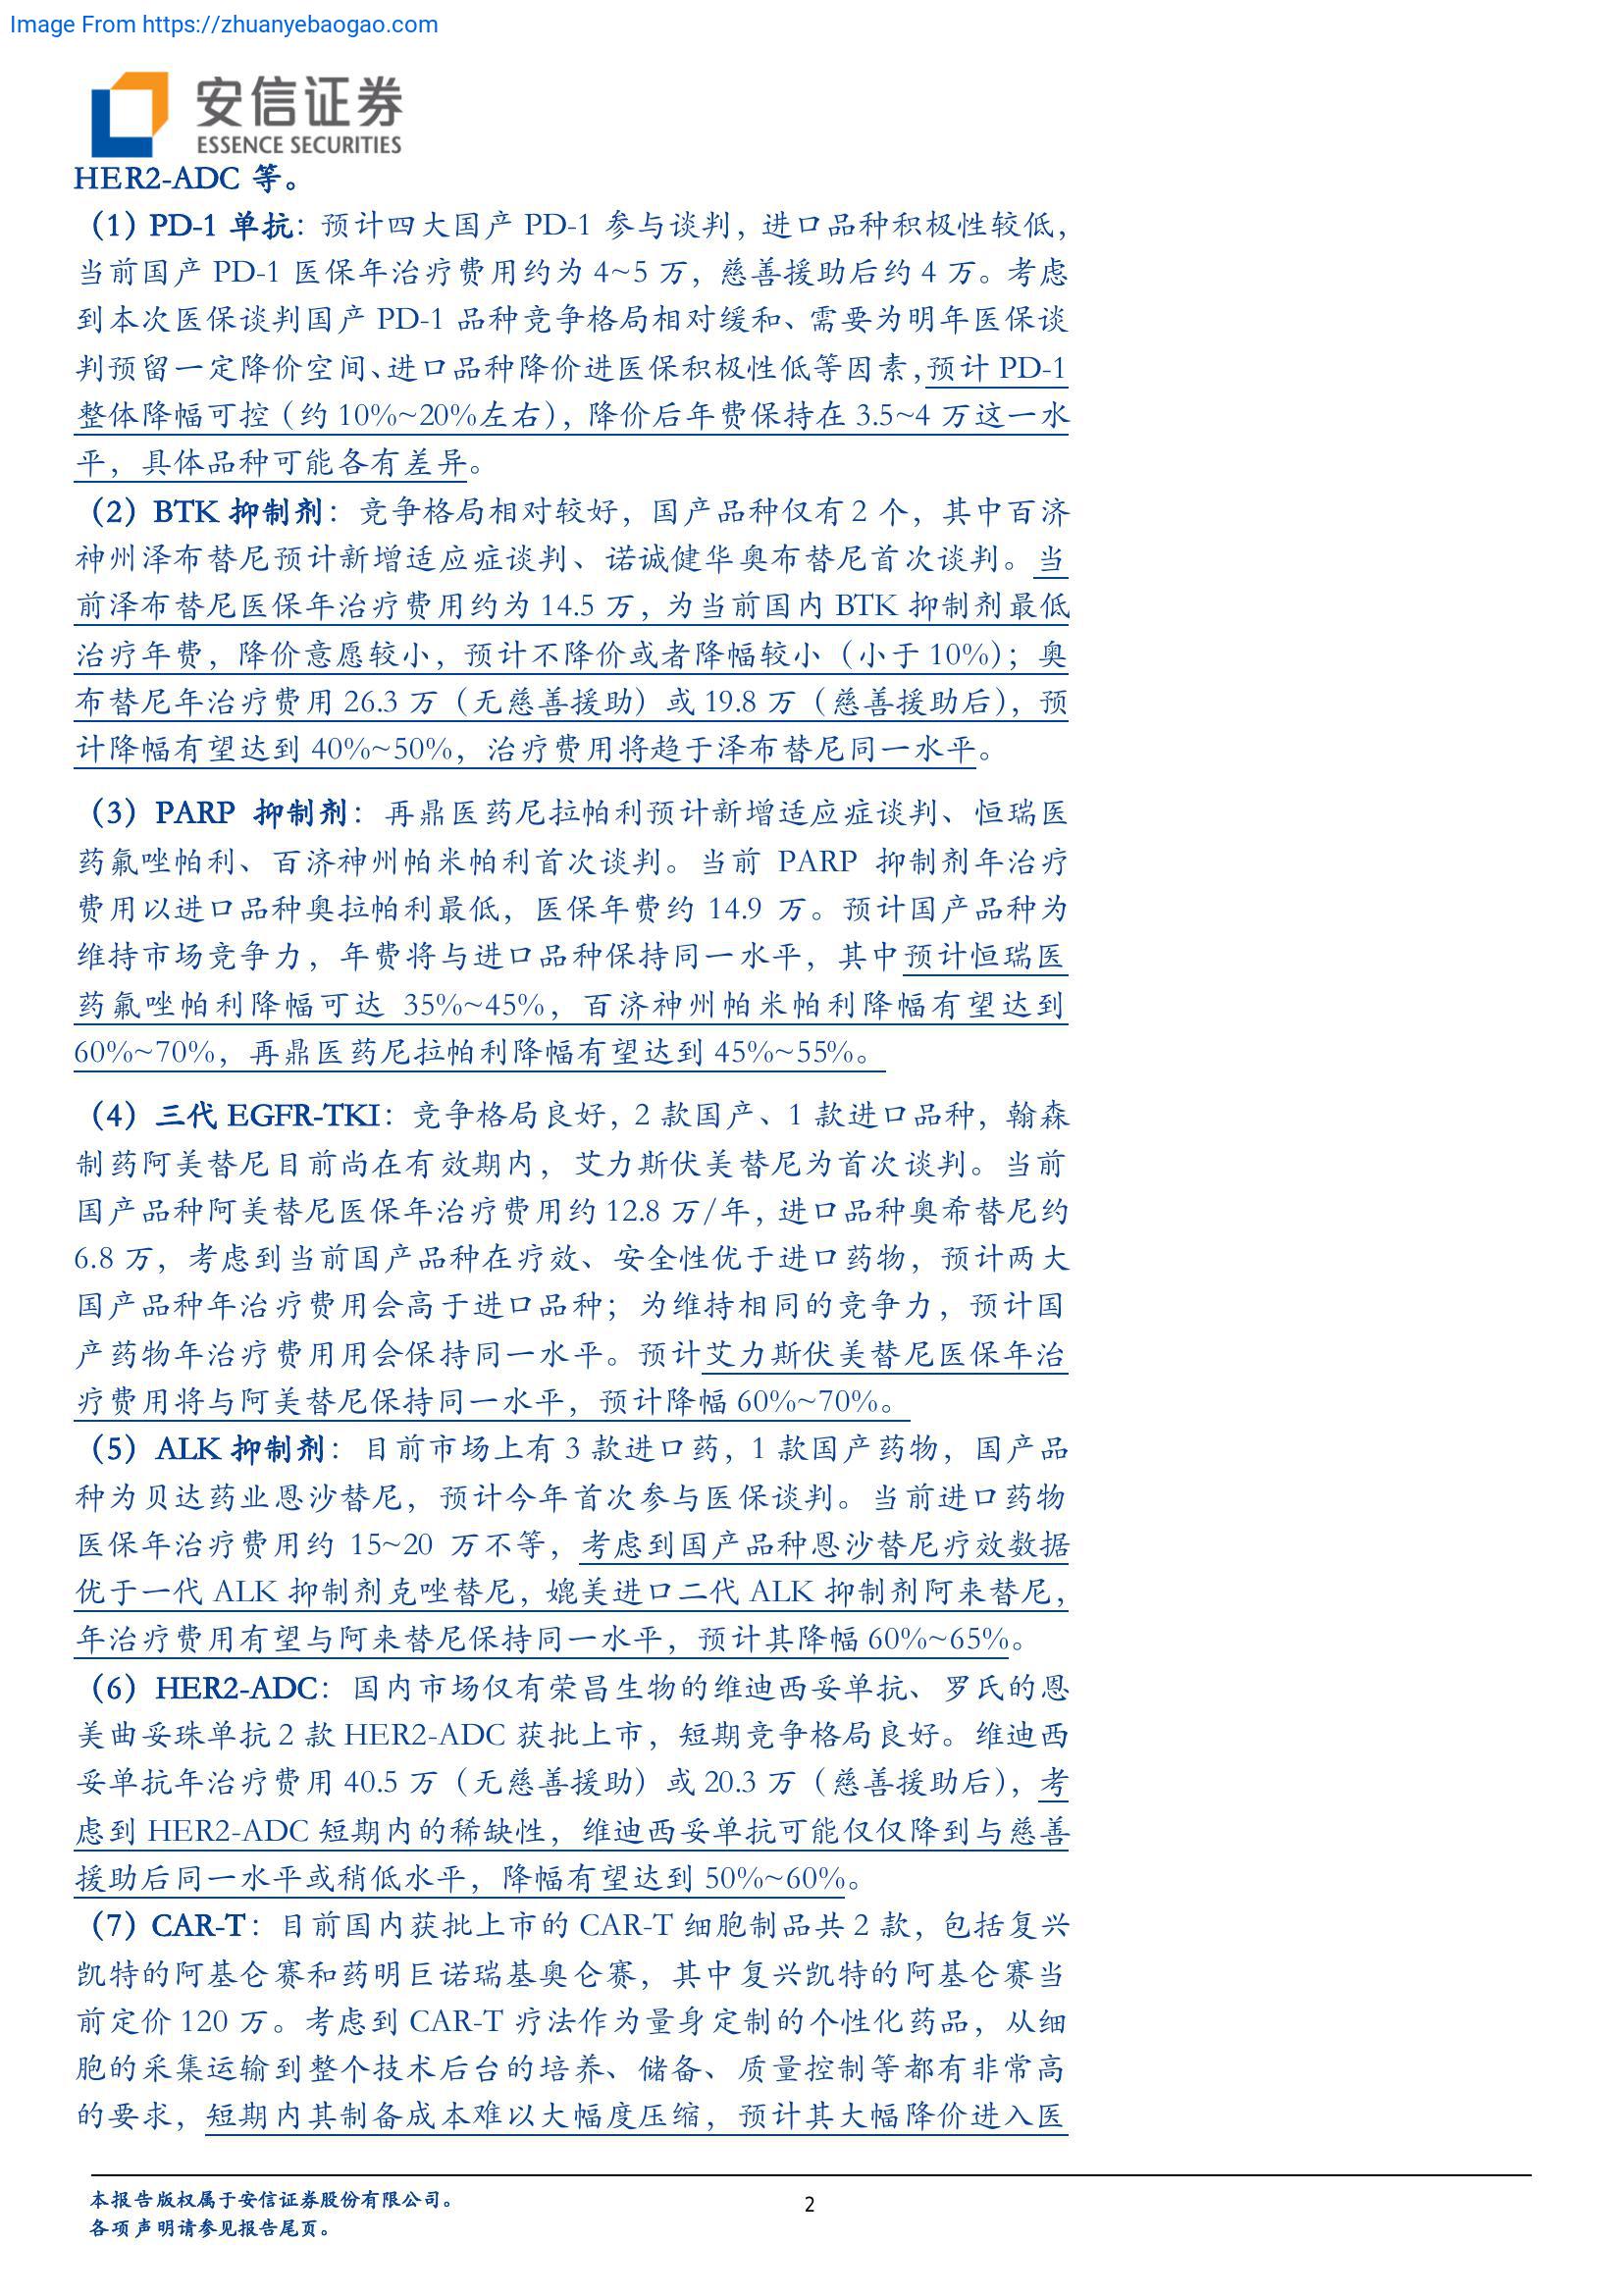 Image From https://zhuanyebaogao.com
安信证券
ESSENCE SECURITIES
HER2-ADC 等。
（1）PD-1 单抗：预计四大国产 PD-1 参与谈判，进口品种积极性较低，
当前国产 PD-1 医保年治疗费用约为 4~5 万，慈善援助后约 4 万。考虑
到本次医保谈判国产 PD-1 品种竞争格局相对缓和、需要为明年医保谈
判预留一定降价空间、进口品种降价进医保积极性低等因素，预计 PD-1
整体降幅可控（约 10%~20%左右），降价后年费保持在 3.5~4 万这一水
平，具体品种可能各有差异。
（2）BTK 抑制剂：竞争格局相对较好，国产品种仅有 2 个，其中百济
神州泽布替尼预计新增适应症谈判、诺诚健华奥布替尼首次谈判。当
前泽布替尼医保年治疗费用约为 14.5 万，为当前国内 BTK 抑制剂最低
治疗年费，降价意愿较小，预计不降价或者降幅较小（小于 10%）；奥
布替尼年治疗费用 26.3 万（无慈善援助）或 19.8 万（慈善援助后），预
计降幅有望达到 40%~50%，治疗费用将趋于泽布替尼同一水平。
（3）PARP 抑制剂：再鼎医药尼拉帕利预计新增适应症谈判、恒瑞医
药氟唑帕利、百济神州帕米帕利首次谈判。当前 PARP 抑制剂年治疗
费用以进口品种奥拉帕利最低，医保年费约 14.9 万。预计国产品种为
维持市场竞争力，年费将与进口品种保持同一水平，其中预计恒瑞医
药氟唑帕利降幅可达 35%~45%，百济神州帕米帕利降幅有望达到
60%~70%，再鼎医药尼拉帕利降幅有望达到 45%~55%。
（4）三代 EGFR-TKI：竞争格局良好，2 款国产、1 款进口品种，翰森
制药阿美替尼目前尚在有效期内，艾力斯伏美替尼为首次谈判。当前
国产品种阿美替尼医保年治疗费用约 12.8 万/年，进口品种奥希替尼约
6.8 万，考虑到当前国产品种在疗效、安全性优于进口药物，预计两大
国产品种年治疗费用会高于进口品种；为维持相同的竞争力，预计国
产药物年治疗费用用会保持同一水平。预计艾力斯伏美替尼医保年治
疗费用将与阿美替尼保持同一水平，预计降幅 60%~70%。
（5）ALK 抑制剂：目前市场上有 3 款进口药，1 款国产药物，国产品
种为贝达药业恩沙替尼，预计今年首次参与医保谈判。当前进口药物
医保年治疗费用约 15~20 万不等，考虑到国产品种恩沙替尼疗效数据
优于一代 ALK 抑制剂克唑替尼，媲美进口二代 ALK 抑制剂阿来替尼，
年治疗费用有望与阿来替尼保持同一水平，预计其降幅 60%~65%。
（6）HER2-ADC：国内市场仅有荣昌生物的维迪西妥单抗、罗氏的恩
美曲妥珠单抗 2 款 HER2-ADC 获批上市，短期竞争格局良好。维迪西
妥单抗年治疗费用 40.5 万（无慈善援助）或 20.3 万（慈善援助后），考
虑到 HER2-ADC 短期内的稀缺性，维迪西妥单抗可能仅仅降到与慈善
援助后同一水平或稍低水平，降幅有望达到 50%~60%。
（7）CAR-T：目前国内获批上市的 CAR-T 细胞制品共 2 款，包括复兴
凯特的阿基仑赛和药明巨诺瑞基奥仑赛，其中复兴凯特的阿基仑赛当
前定价 120 万。考虑到 CAR-T 疗法作为量身定制的个性化药品，从细
胞的采集运输到整个技术后台的培养、储备、质量控制等都有非常高
的要求，短期内其制备成本难以大幅度压缩，预计其大幅降价进入医
本报告版权属于安信证券股份有限公司。
2
各项声明请参见报告尾页。